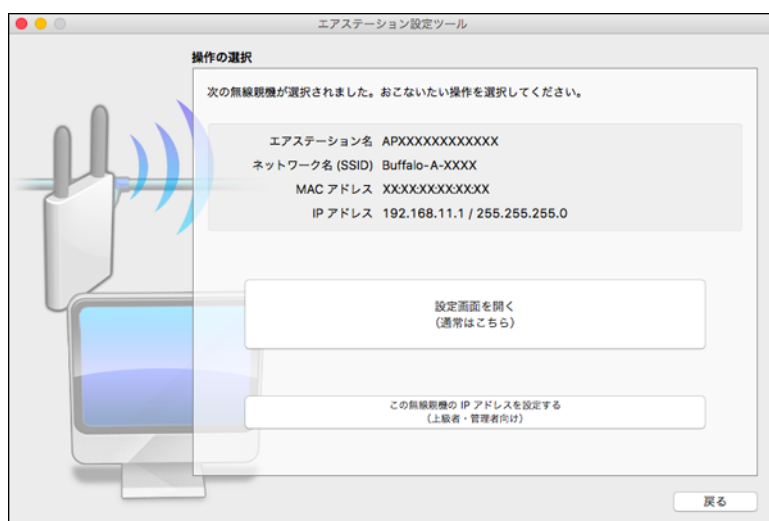 エアステーション設定ツール
操作の選択
次の無線親機が選択されました。おこないたい操作を選択してください。
エアステーション名 APXXXXXXXXXXXX
ネットワーク名 (SSID) Buffalo-A-XXXX
MAC アドレス XX:XX:XX:XX:XX:XX
IP アドレス 192.168.11.1 / 255.255.255.0
設定画面を開く
(通常はこちら)
この無線親機の IP アドレスを設定する
(上級者・管理者向け)
戻る